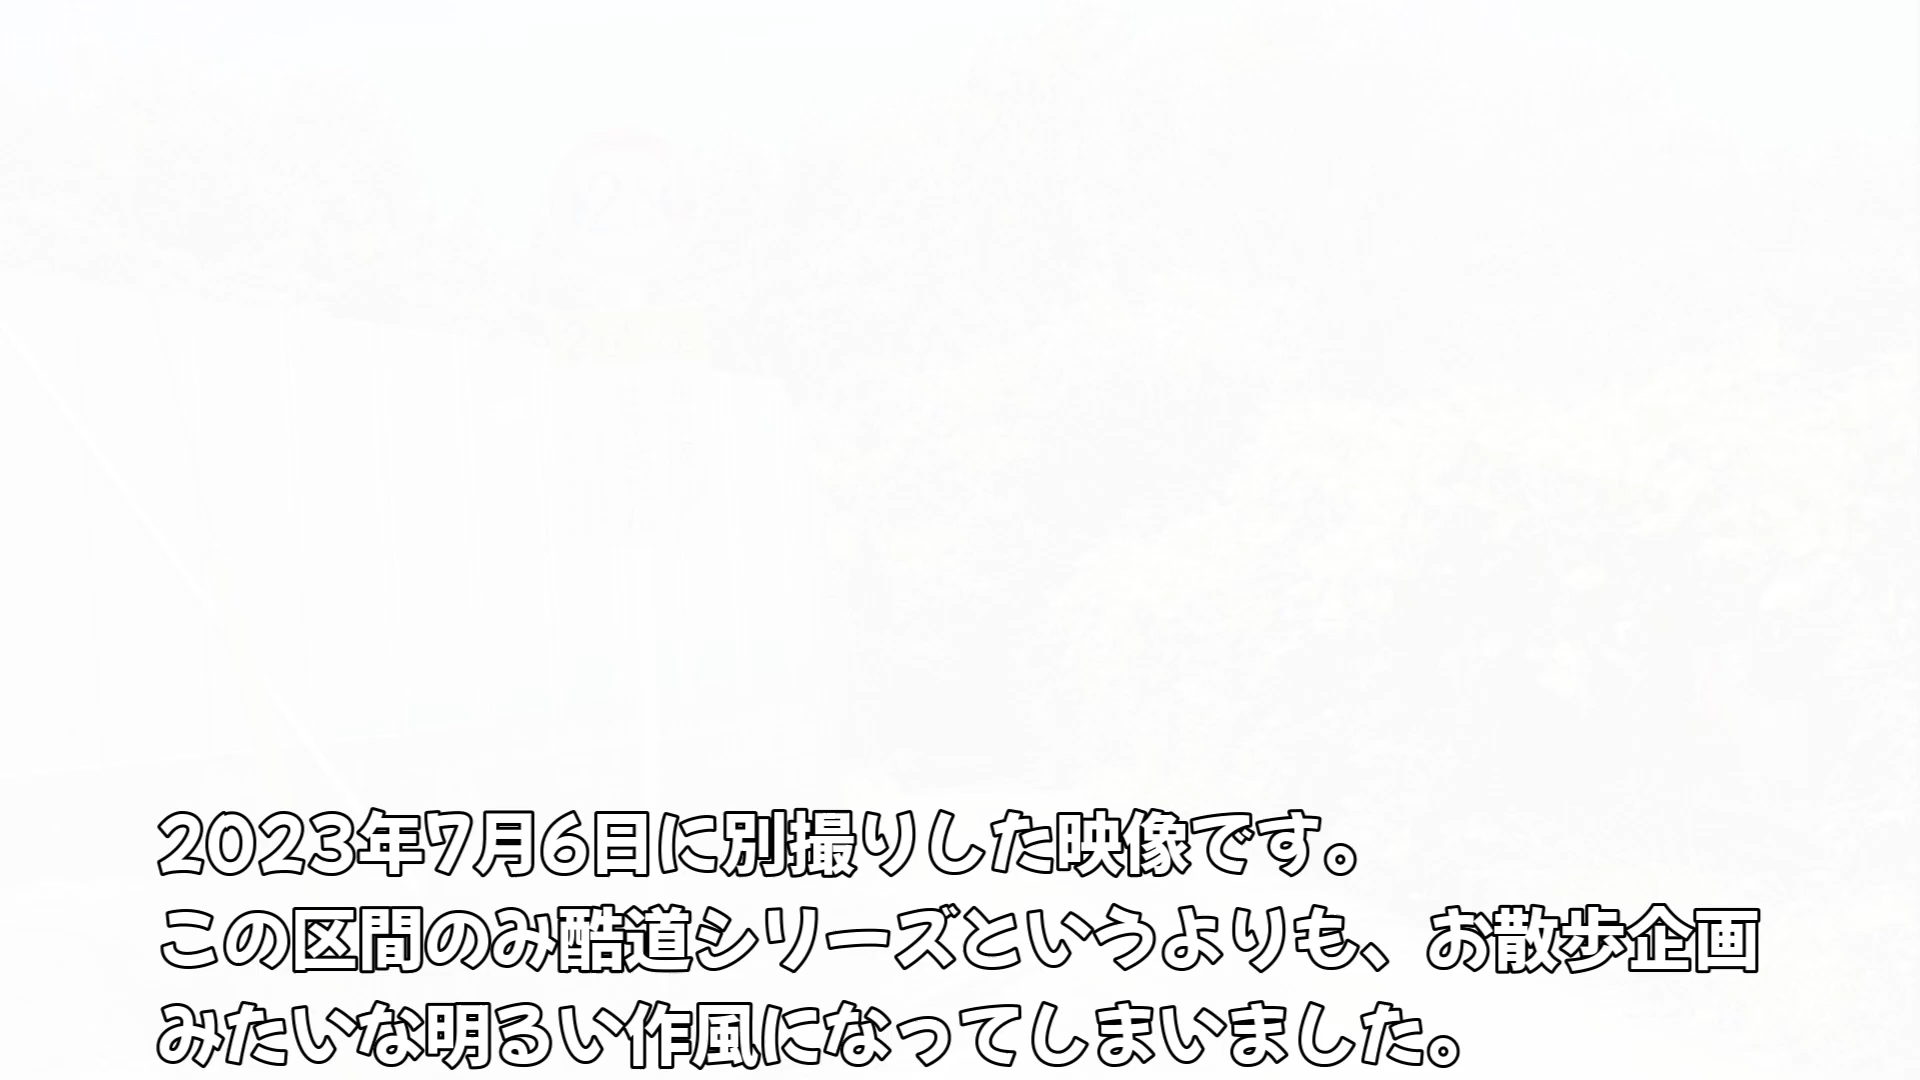 2023年7月6日に別撮りした映像です。
この区間のみ酷道シリーズというよりも、お散歩企画
みたいな明るい作風になってしまいました。